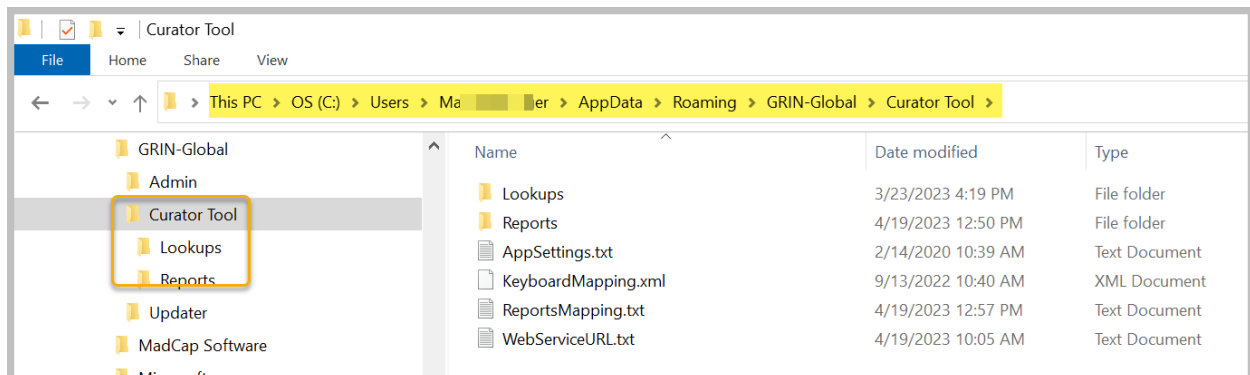 Curator Tool
File Home Share View
This PC > OS (C:) > Users > Ma er > AppData > Roaming > GRIN-Global > Curator Tool >
GRIN-Global
Admin
Curator Tool
Lookups
Reports
Updater
MadCap Software
Name Date modified Type
Lookups 3/23/2023 4:19 PM File folder
Reports 4/19/2023 12:50 PM File folder
AppSettings.txt 2/14/2020 10:39 AM Text Document
KeyboardMapping.xml 9/13/2022 10:40 AM XML Document
ReportsMapping.txt 4/19/2023 12:57 PM Text Document
WebServiceURL.txt 4/19/2023 10:05 AM Text Document